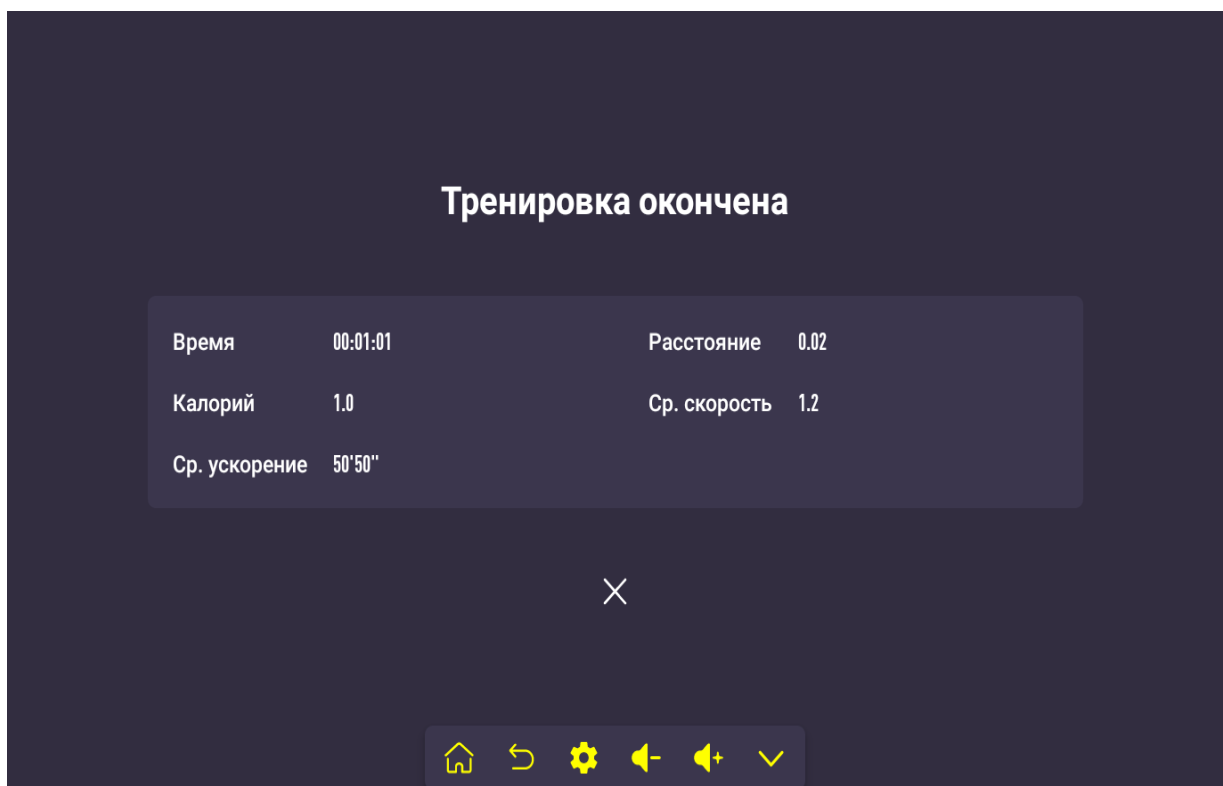 Тренировка окончена
Время 00:01:01 Расстояние 0.02
Калорий 1.0 Ср. скорость 1.2
Ср. ускорение 50'50''